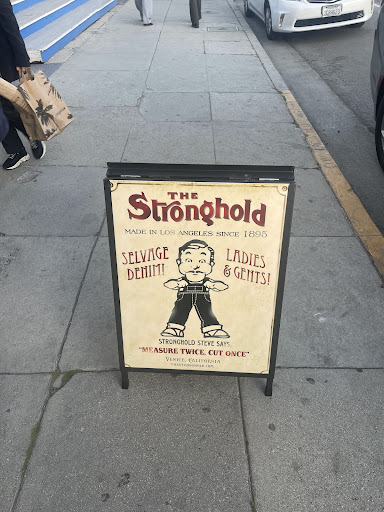 THE
Stronghold
MADE IN LOS ANGELES SINCE 1895
SELVAGE
DENIM!
LADIES
& GENTS!
STRONGHOLD STEVE SAYS,
"MEASURE TWICE, CUT ONCE"
VENICE, CALIFORNIA